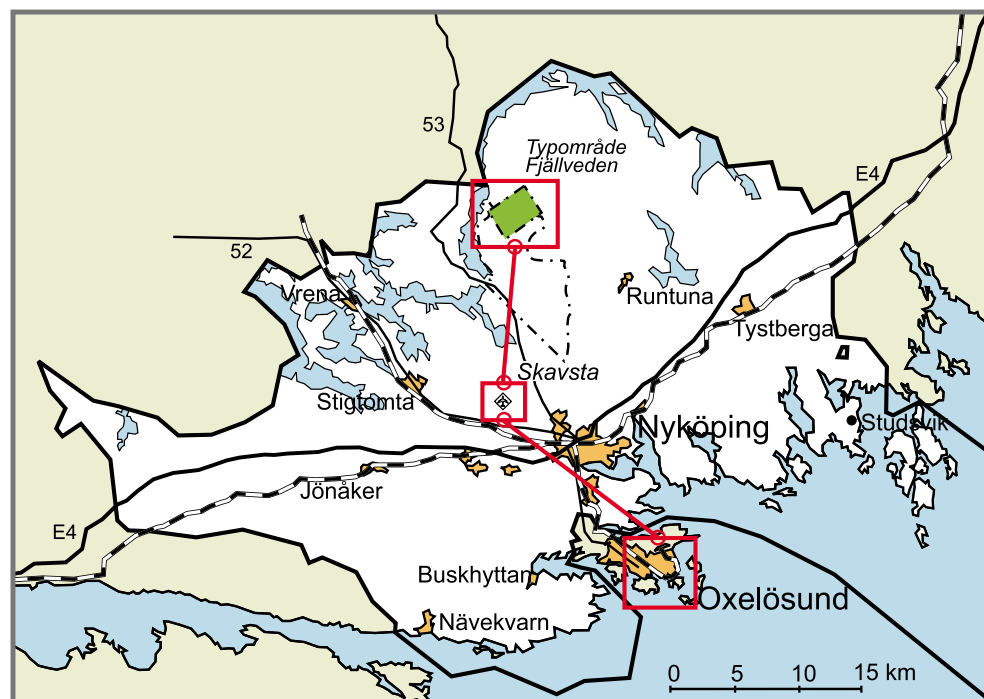 53
Typområde
Fjällveden
E4
52
Vrena
Runtuna
Tystberga
Skavsta
Stigtomta
Nyköping
Studsvik
Jönåker
E4
Buskhyttan
Oxelösund
Nävekvarn
0 5 10 15 km